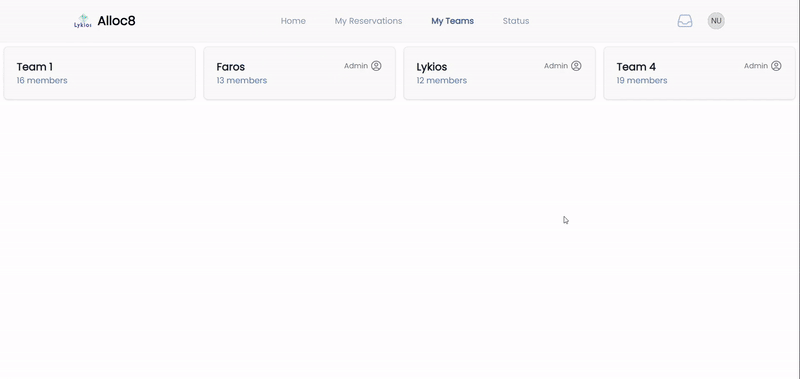 Lykios
Alloc8
Home
My Reservations
My Teams
Status
NU
Team 1
16 members
Faros
Admin
13 members
Lykios
Admin
12 members
Team 4
Admin
19 members